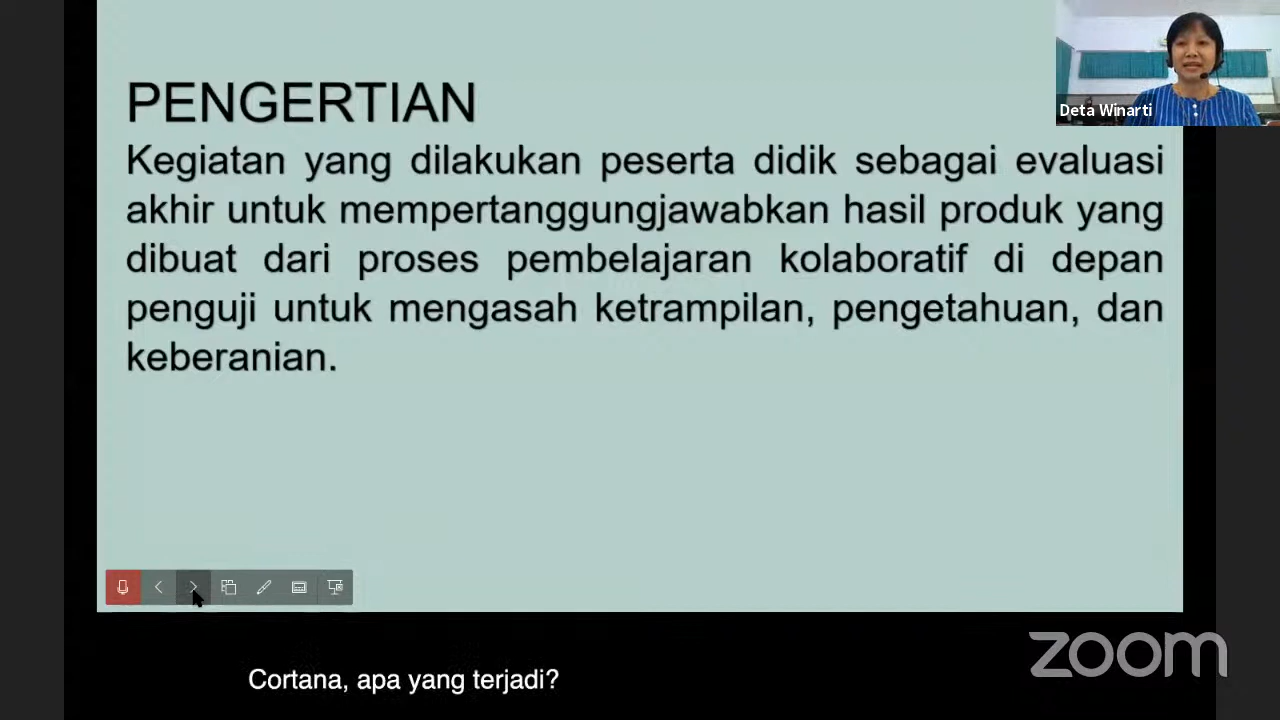 PENGERTIAN
Kegiatan yang dilakukan peserta didik sebagai evaluasi
akhir untuk mempertanggungjawabkan hasil produk yang
dibuat dari proses pembelajaran kolaboratif di depan
penguji untuk mengasah ketrampilan, pengetahuan, dan
keberanian.
Deta Winarti
zoom
Cortana, apa yang terjadi?